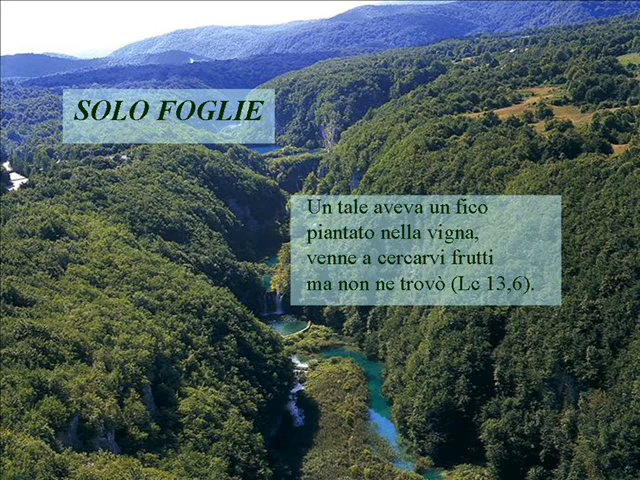 SOLO FOGLIE
Un tale aveva un fico
piantato nella vigna,
venne a cercarvi frutti
ma non ne trovò (Lc 13,6).